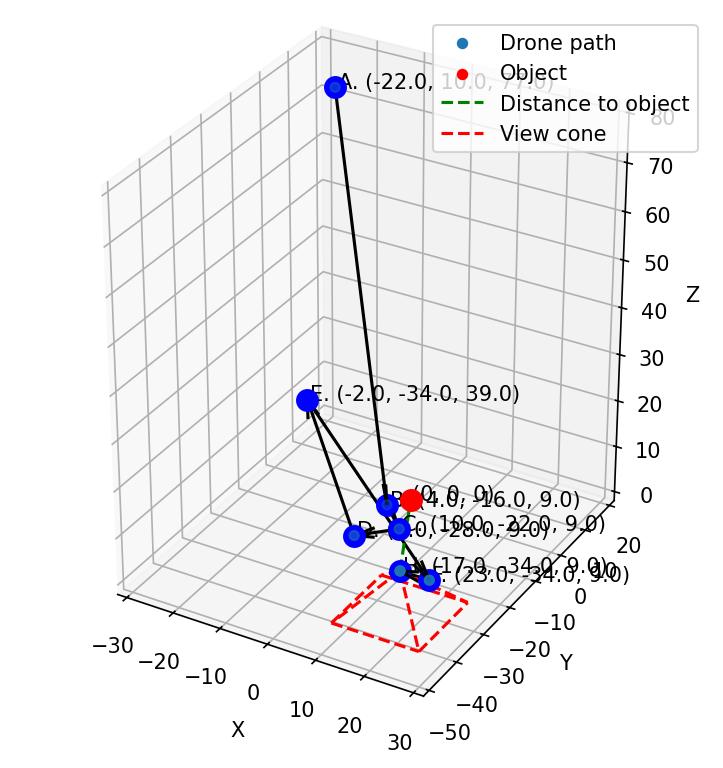 Drone path
Object
Distance to object
View cone
A. (-22.0, 10.0, 77.0)
E. (-2.0, -34.0, 39.0)
(0, 0, 0)
B. (4.0, -16.0, 9.0)
C. (10.0, -22.0, 9.0)
D. .0, -28.0, 9.0)
(17.0, -34.0, 9.0)
(23.0, -34.0, 9.0)
80
70
60
50
40
30
20
10
0
Z
−30
−20
−10
0
10
20
30
X
20
10
0
−10
−20
−30
−40
−50
Y